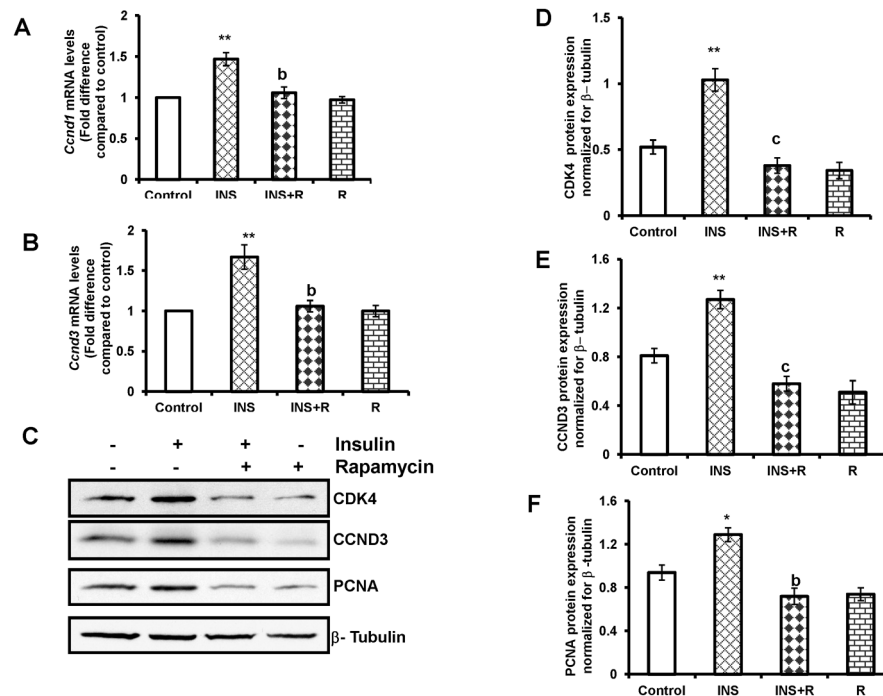 A
Ccnd1 mRNA levels
(Fold difference
compared to control)
2
1.5
1
0.5
0
**
b
Control INS INS+R R
B
Ccnd3 mRNA levels
(Fold difference
compared to control)
2
1.5
1
0.5
0
**
b
Control INS INS+R R
C
- + + - Insulin
- - + + Rapamycin
CDK4
CCND3
PCNA
β- Tubulin
D
CDK4 protein expression
normalized for β– tubulin
1.5
1
0.5
0
**
c
Control INS INS+R R
E
CCND3 protein expression
normalized for β– tubulin
1.6
1.2
0.8
0.4
0
**
c
Control INS INS+R R
F
PCNA protein expression
normalized for β -tubulin
1.6
1.2
0.8
0.4
0
*
b
Control INS INS+R R